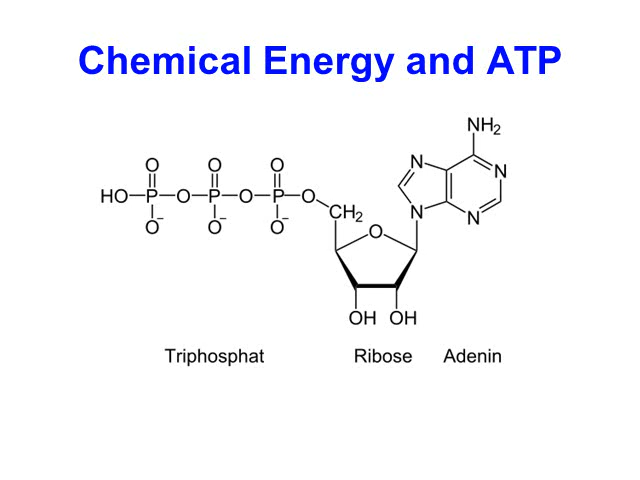 Chemical Energy and ATP
NH2
O O O N N
HO P O P O P O CH2 N N
O− O− O− O
OH OH
Triphosphat Ribose Adenin